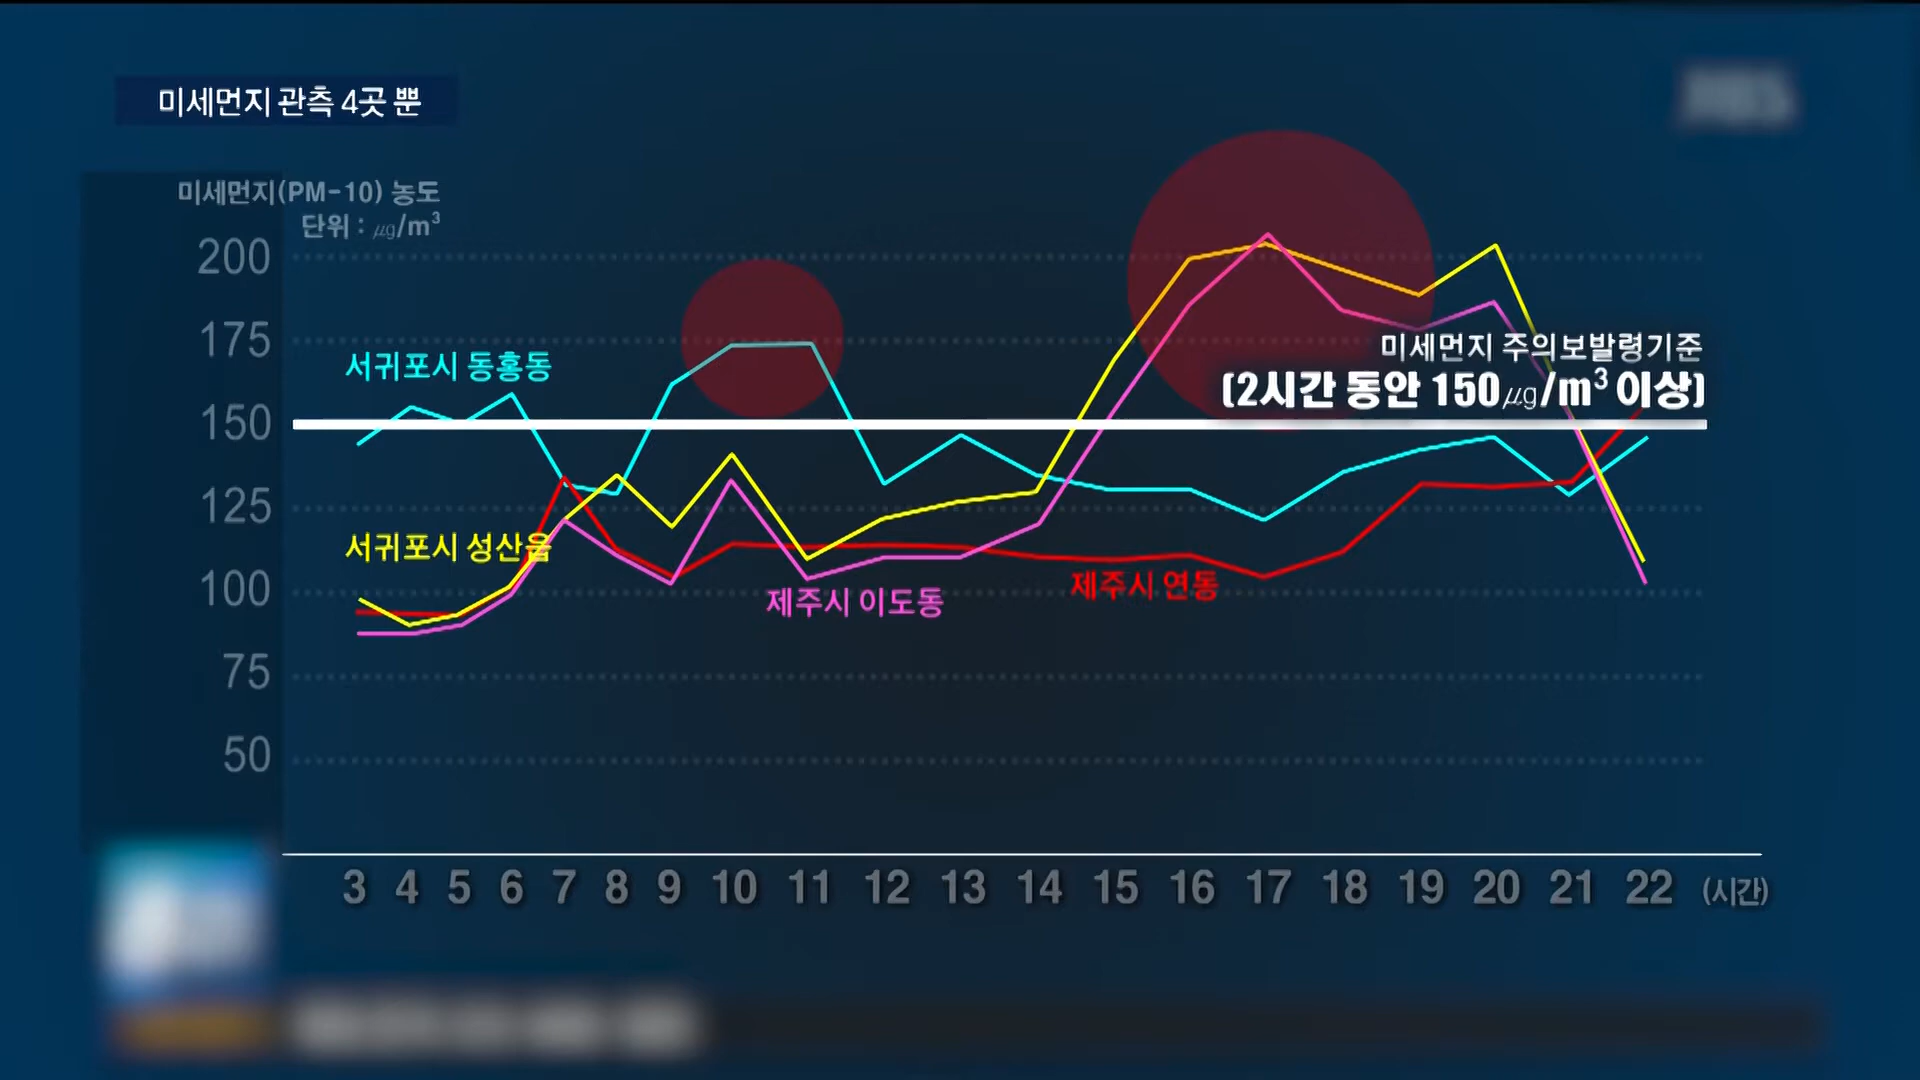 미세먼지 관측 4곳 뿐
미세먼지(PM-10) 농도
단위 : ㎍/m³
200
175
150
125
100
75
50
서귀포시 동홍동
서귀포시 성산읍
제주시 이도동
제주시 연동
미세먼지 주의보발령기준
(2시간 동안 150㎍/m³ 이상)
3 4 5 6 7 8 9 10 11 12 13 14 15 16 17 18 19 20 21 22 (시간)